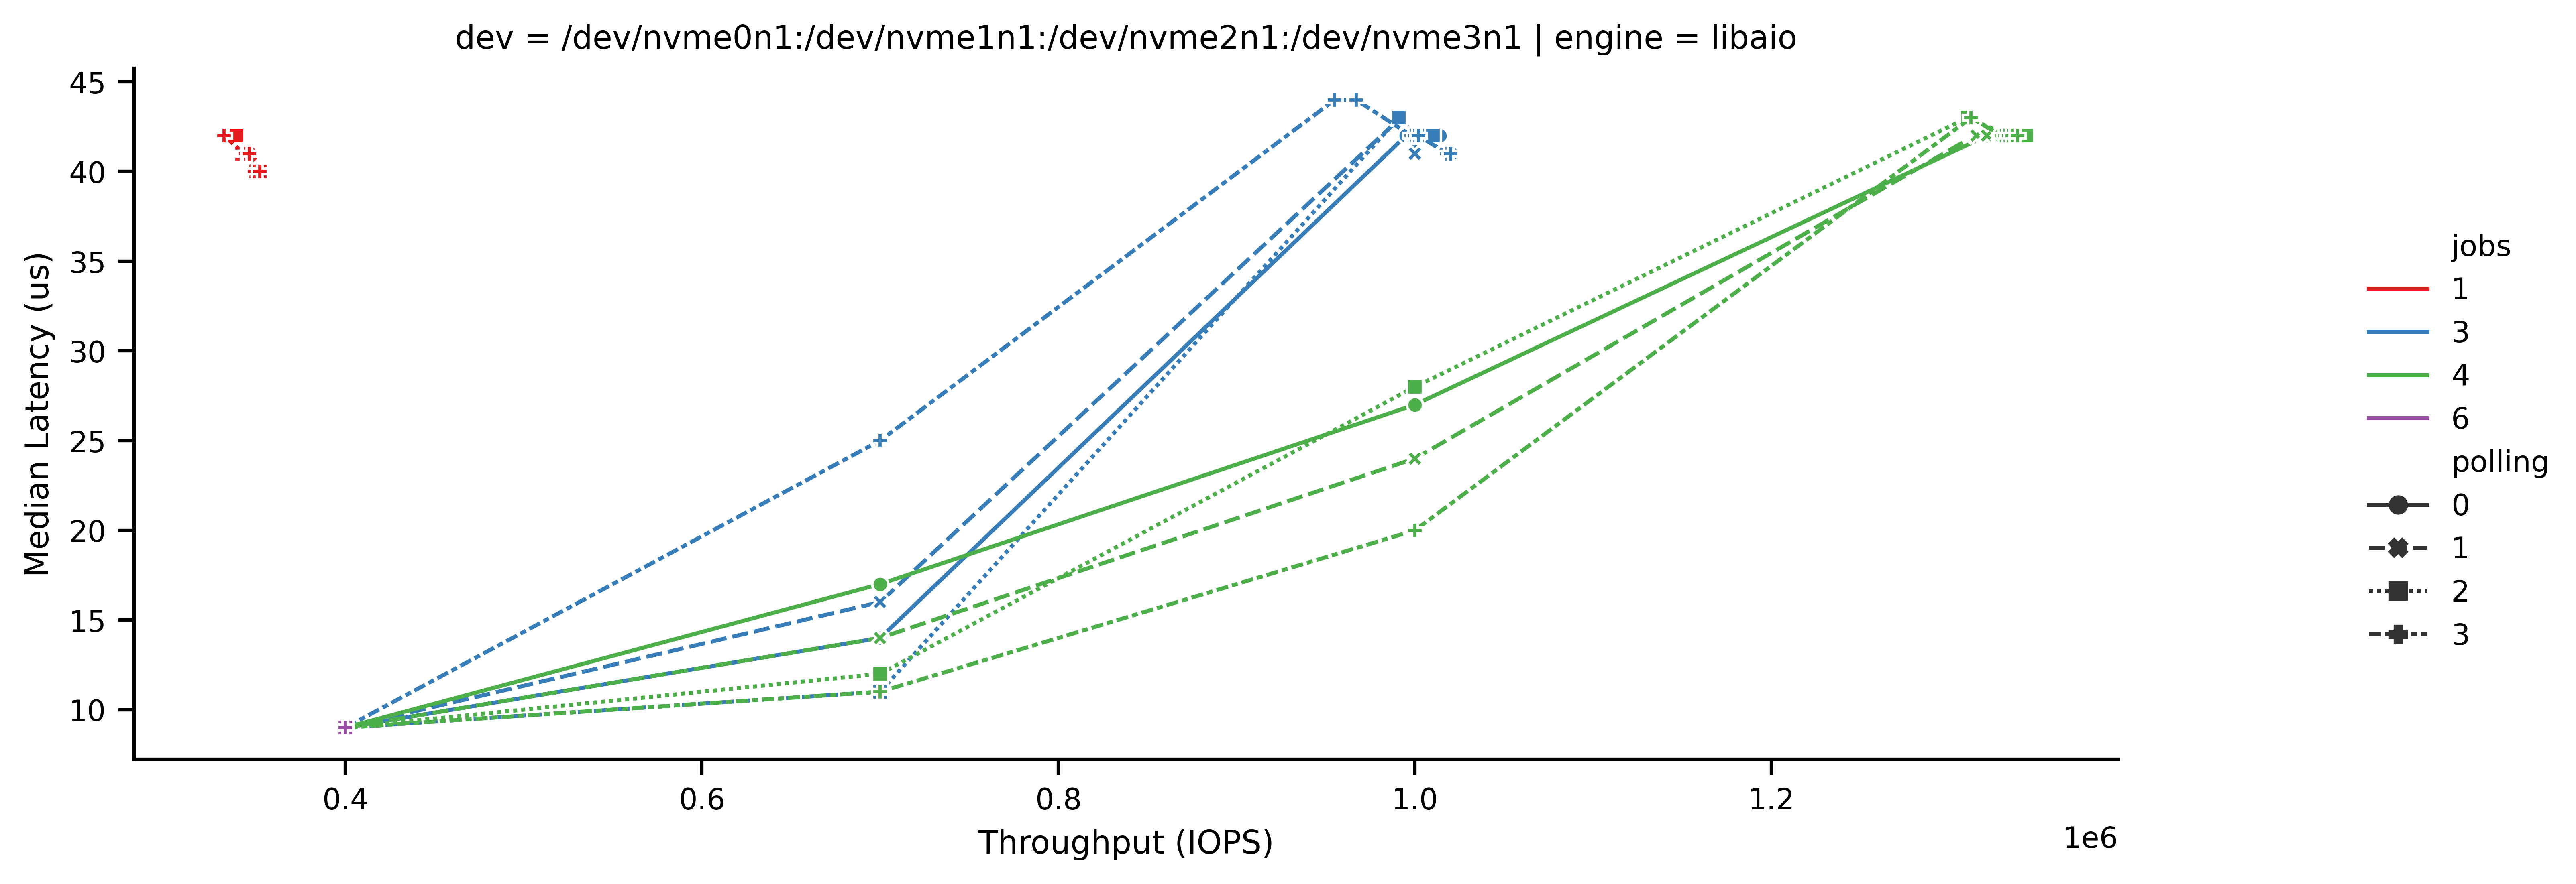 dev = /dev/nvme0n1:/dev/nvme1n1:/dev/nvme2n1:/dev/nvme3n1 | engine = libaio
45
40
35
30
25
20
15
10
Median Latency (us)
0.4 0.6 0.8 1.0 1.2
1e6
Throughput (IOPS)
jobs
1
3
4
6
polling
0
1
2
3